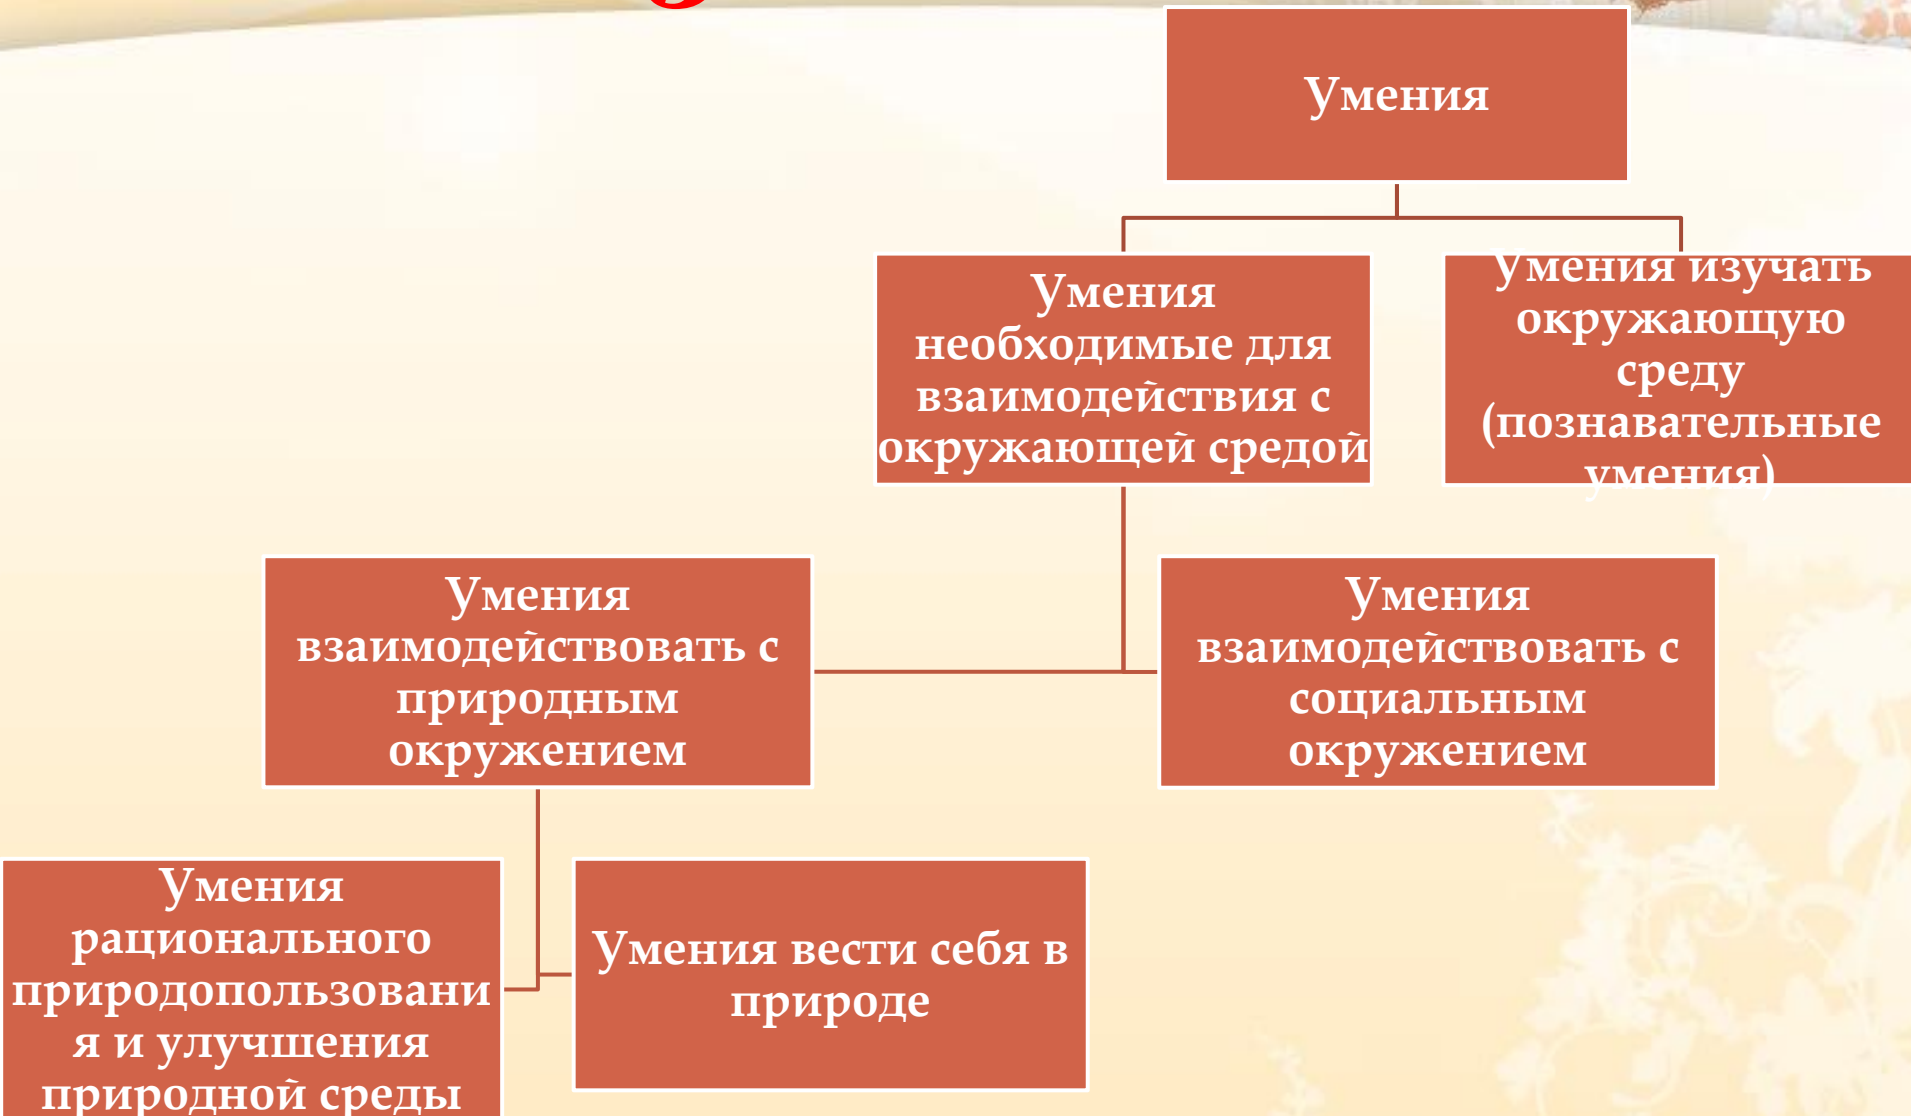 Умения
Умения
необходимые для
взаимодействия с
окружающей средой
Умения изучать
окружающую
среду
(познавательные
умения)
Умения
взаимодействовать с
природным
окружением
Умения
взаимодействовать с
социальным
окружением
Умения
рационального
природопользовани
я и улучшения
природной среды
Умения вести себя в
природе